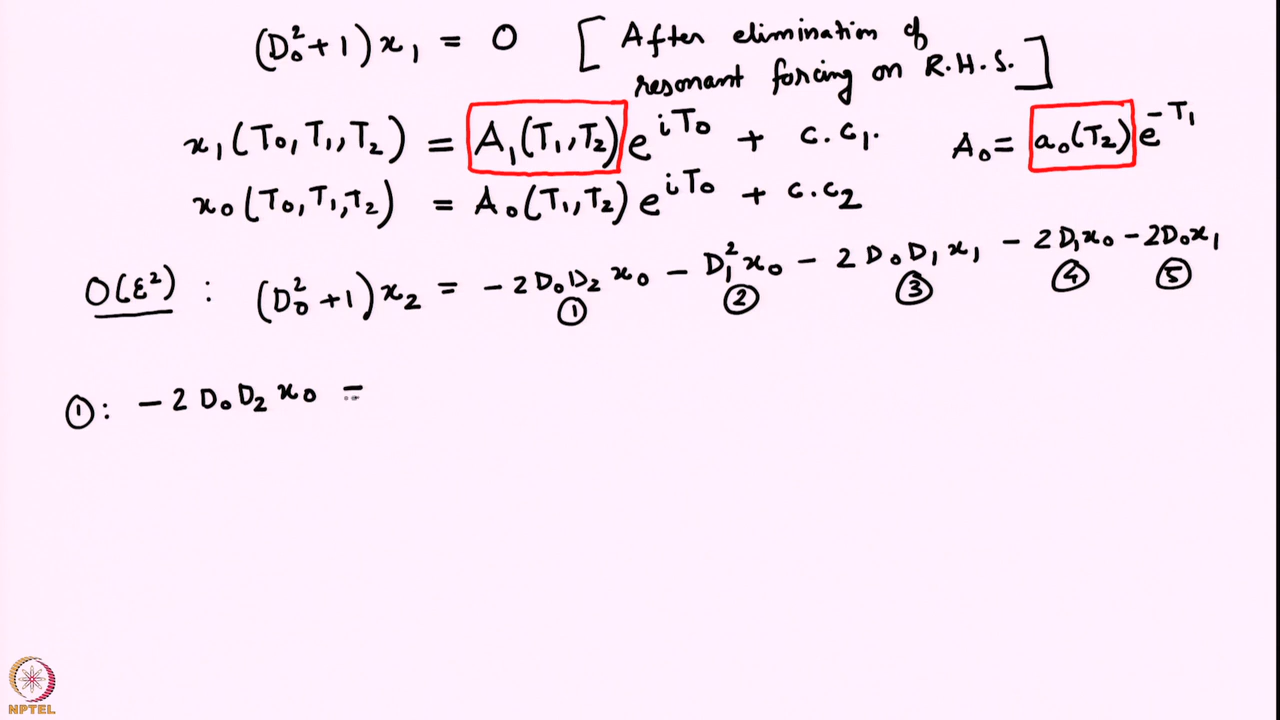 (D₀²+1)x₁ = 0 [After elimination of
resonant forcing on R.H.S.]
x₁(T₀,T₁,T₂) = A₁(T₁,T₂)e^{iT₀} + c.c₁. A₀= a₀(T₂)e^{-T₁}
x₀(T₀,T₁,T₂) = A₀(T₁,T₂)e^{iT₀} + c.c₂
O(ε²) : (D₀²+1)x₂ = -2D₀D₂x₀ - D₁²x₀ - 2D₀D₁x₁ - 2D₁x₀ - 2D₀x₁
① ② ③ ④ ⑤
①: -2D₀D₂x₀ =
NPTEL